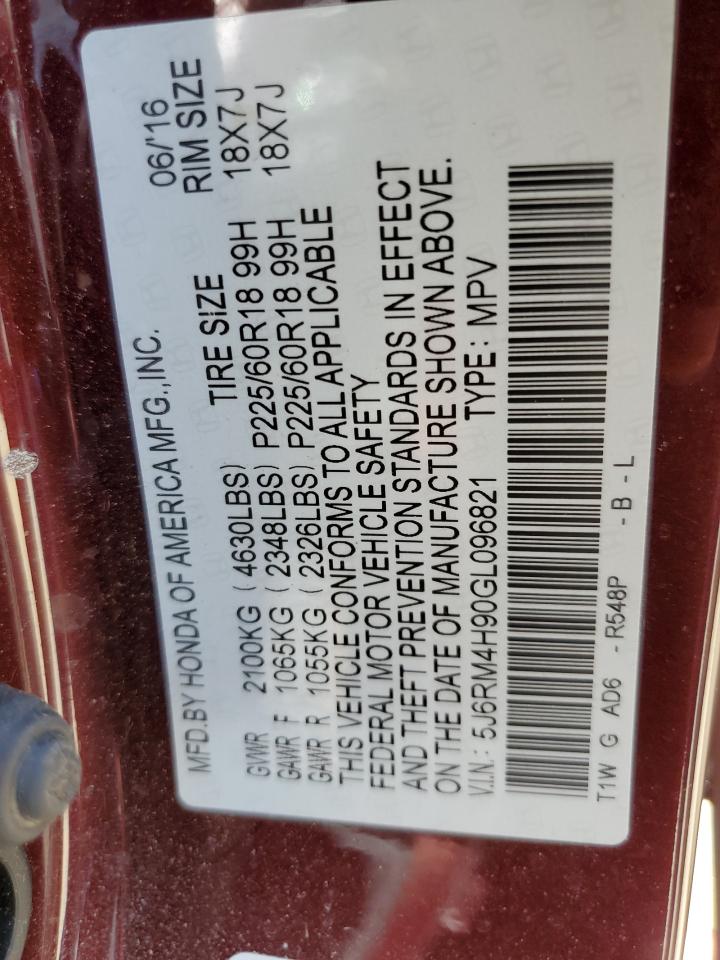 MFD.BY HONDA OF AMERICA MFG.,INC. 06/'16
TIRE SIZE RIM SIZE
GVWR 2100KG ( 4630LBS)
GAWR F 1065KG ( 2348LBS) P225/60R18 99H 18X7J
GAWR R 1055KG ( 2326LBS) P225/60R18 99H 18X7J
THIS VEHICLE CONFORMS TO ALL APPLICABLE
FEDERAL MOTOR VEHICLE SAFETY
AND THEFT PREVENTION STANDARDS IN EFFECT
ON THE DATE OF MANUFACTURE SHOWN ABOVE.
V.I.N.: 5J6RM4H90GL096821 TYPE: MPV
T1W G AD6 -R548P -B-L